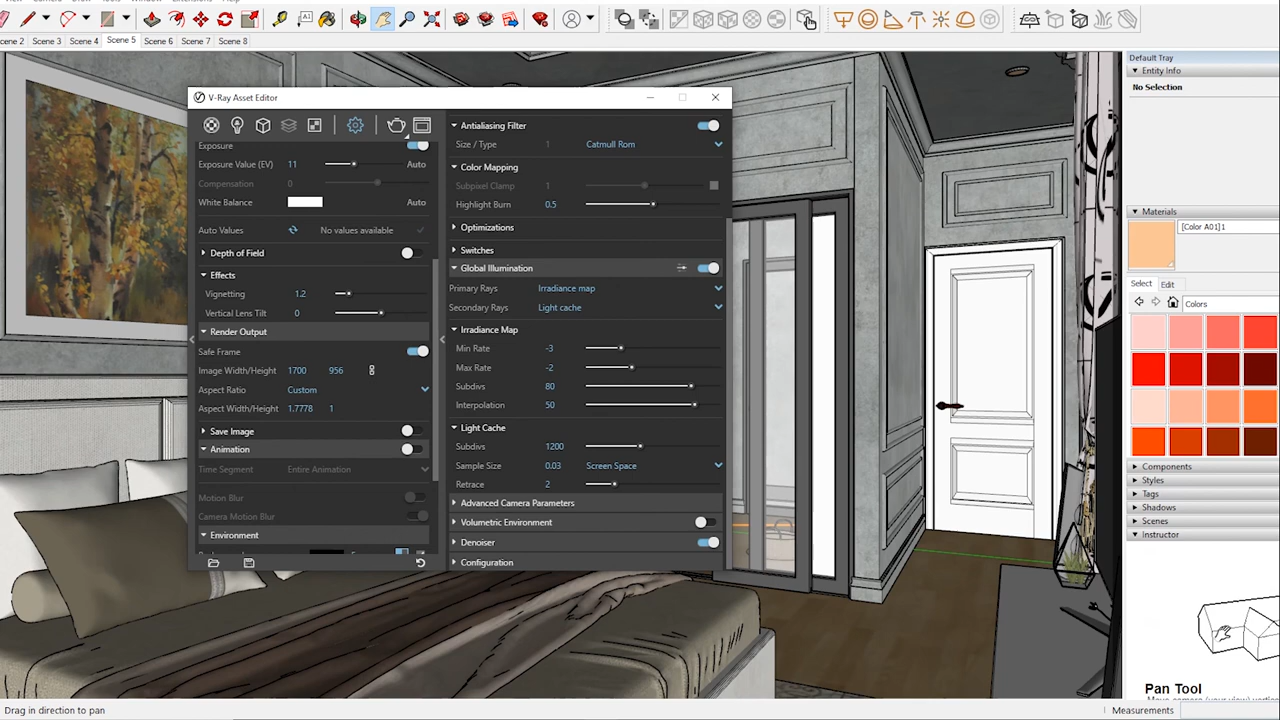 Scene 3
Scene 4
Scene 5
Scene 6
Scene 7
Scene 8
V-Ray Asset Editor
Exposure
Exposure Value (EV) 11 Auto
Compensation 0
White Balance Auto
Auto Values No values available
Depth of Field
Effects
Vignetting 1.2
Vertical Lens Tilt 0
Render Output
Safe Frame
Image Width/Height 1700 956
Aspect Ratio Custom
Aspect Width/Height 1.7778 1
Save Image
Animation
Time Segment Entire Animation
Motion Blur
Camera Motion Blur
Environment
Antialiasing Filter
Size / Type 1 Catmull Rom
Color Mapping
Subpixel Clamp 1
Highlight Burn 0.5
Optimizations
Switches
Global Illumination
Primary Rays Irradiance map
Secondary Rays Light cache
Irradiance Map
Min Rate -3
Max Rate -2
Subdivs 80
Interpolation 50
Light Cache
Subdivs 1200
Sample Size 0.03 Screen Space
Retrace 2
Advanced Camera Parameters
Volumetric Environment
Denoiser
Configuration
Default Tray
Entity Info
No Selection
Materials
[Color A01]1
Select Edit
Colors
Components
Styles
Tags
Shadows
Scenes
Instructor
Pan Tool
Drag in direction to pan
Measurements